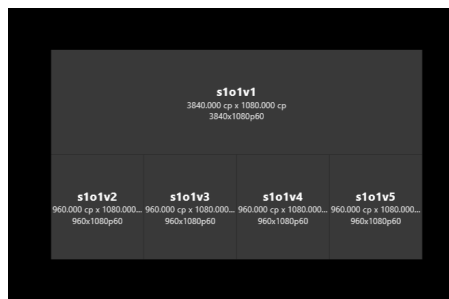 s1o1v1
3840.000 cp x 1080.000 cp
3840x1080p60
s1o1v2
960.000 cp x 1080.000...
960x1080p60
s1o1v3
960.000 cp x 1080.000...
960x1080p60
s1o1v4
960.000 cp x 1080.000...
960x1080p60
s1o1v5
960.000 cp x 1080.000...
960x1080p60